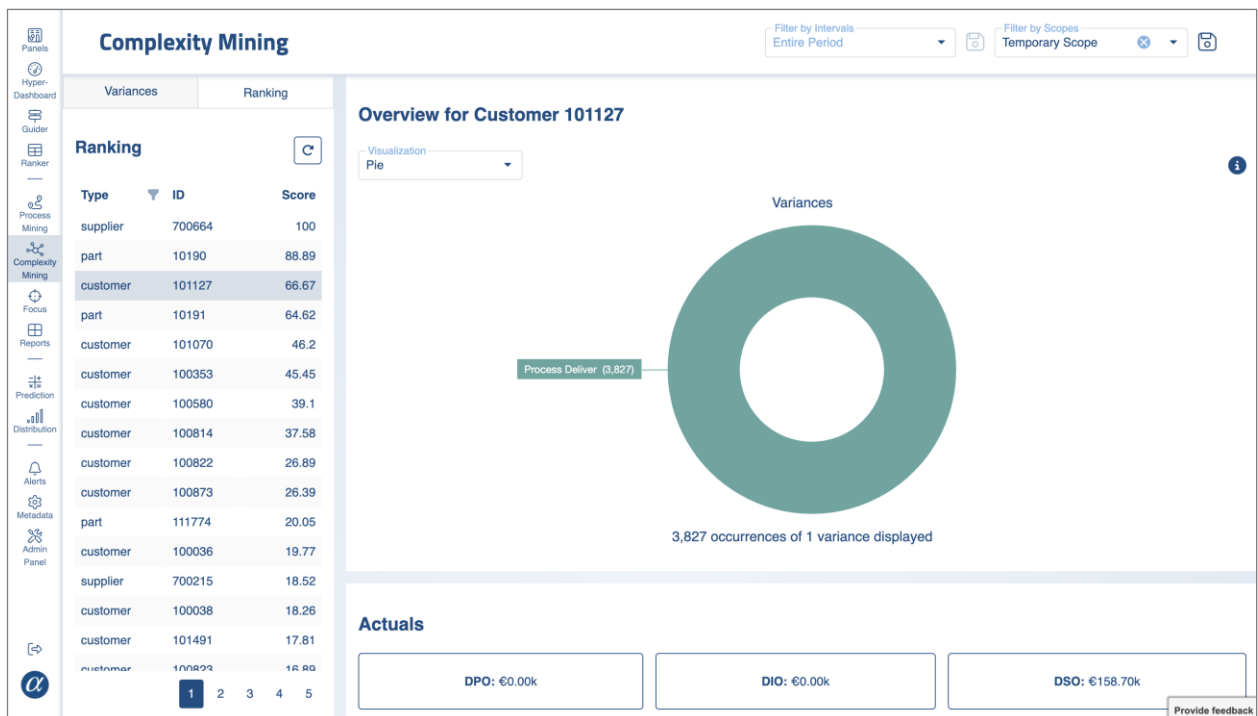 Panels
Hyper-
Dashboard
Guider
Ranker
Process
Mining
Complexity
Mining
Focus
Reports
Prediction
Distribution
Alerts
Metadata
Admin
Panel
α
Complexity Mining
Filter by Intervals
Entire Period
Filter by Scopes
Temporary Scope
Variances Ranking
Ranking
Type ID Score
supplier 700664 100
part 10190 88.89
customer 101127 66.67
part 10191 64.62
customer 101070 46.2
customer 100353 45.45
customer 100580 39.1
customer 100814 37.58
customer 100822 26.89
customer 100873 26.39
part 111774 20.05
customer 100036 19.77
supplier 700215 18.52
customer 100038 18.26
customer 101491 17.81
customer 100823 16.89
1 2 3 4 5
Overview for Customer 101127
Visualization
Pie
i
Variances
Process Deliver (3,827)
3,827 occurrences of 1 variance displayed
Actuals
DPO: €0.00k
DIO: €0.00k
DSO: €158.70k
Provide feedback